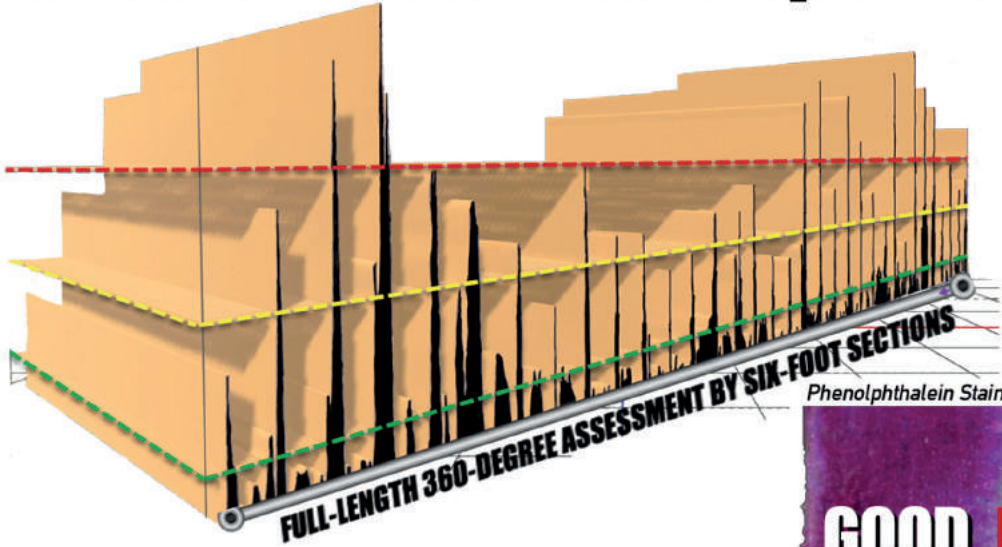 FULL-LENGTH 360-DEGREE ASSESSMENT BY SIX-FOOT SECTIONS
Phenolphthalein Stain
GOOD